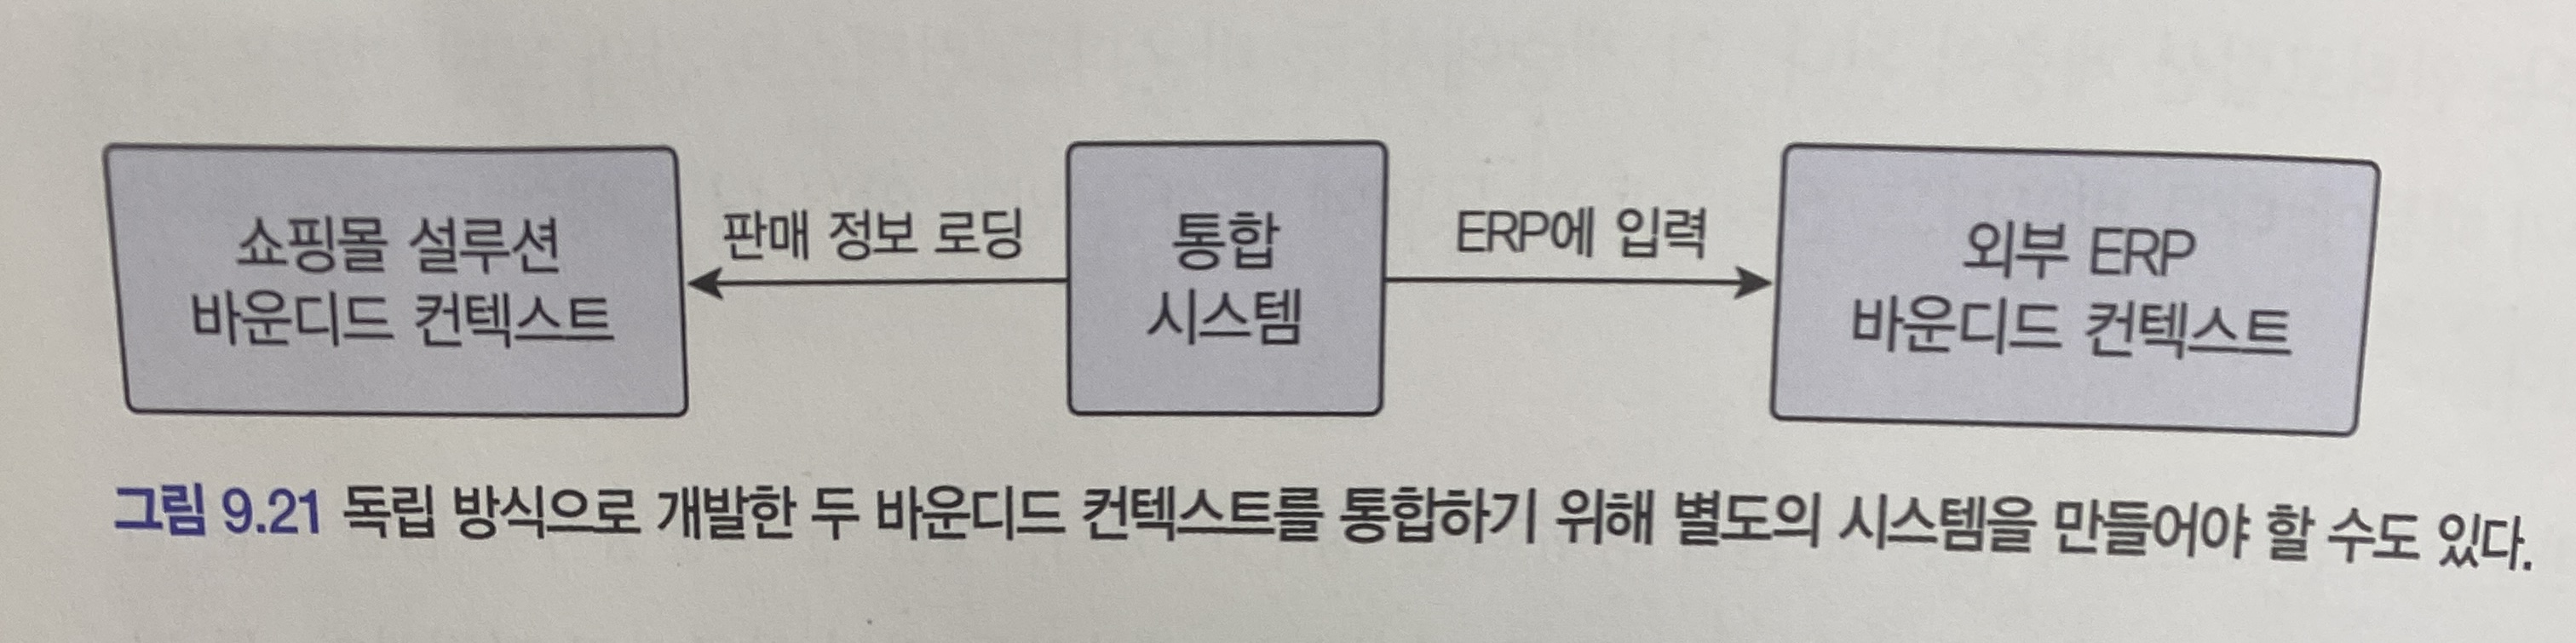 쇼핑몰 설루션
바운디드 컨텍스트
판매 정보 로딩
통합
시스템
ERP에 입력
외부 ERP
바운디드 컨텍스트
그림 9.21 독립 방식으로 개발한 두 바운디드 컨텍스트를 통합하기 위해 별도의 시스템을 만들어야 할 수도 있다.